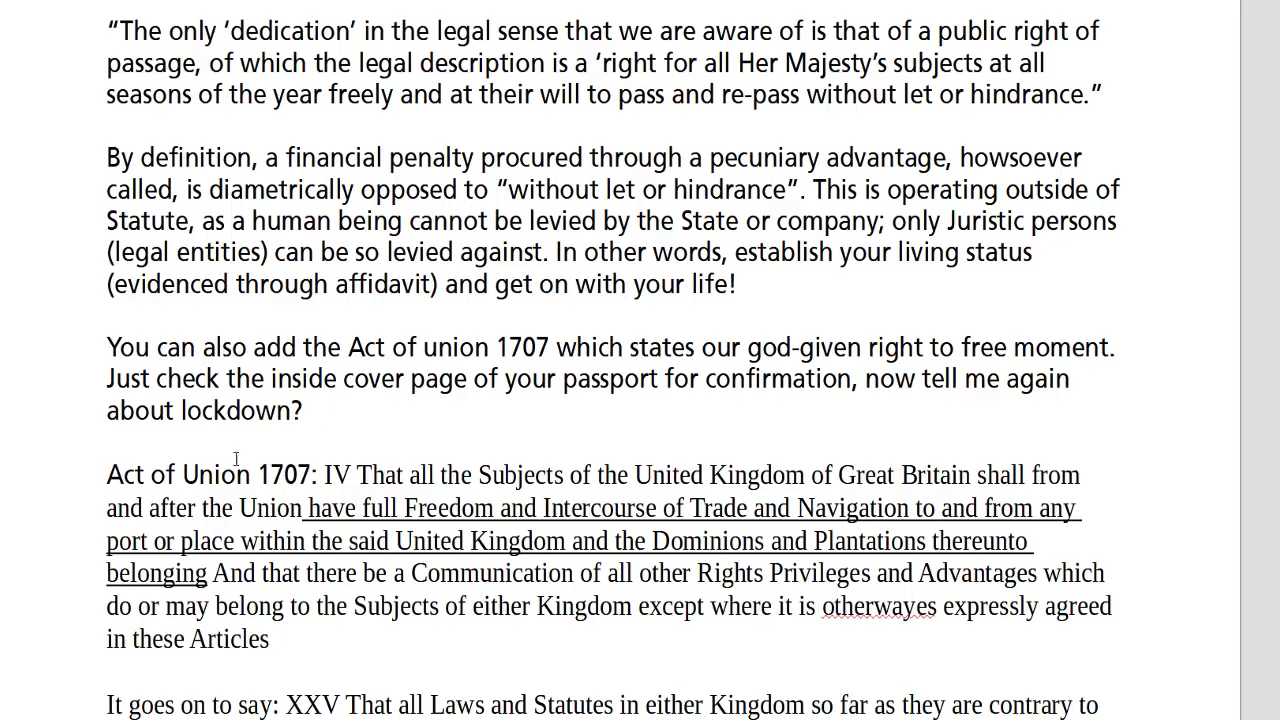 “The only ‘dedication’ in the legal sense that we are aware of is that of a public right of
passage, of which the legal description is a ‘right for all Her Majesty’s subjects at all
seasons of the year freely and at their will to pass and re-pass without let or hindrance.”
By definition, a financial penalty procured through a pecuniary advantage, howsoever
called, is diametrically opposed to “without let or hindrance”. This is operating outside of
Statute, as a human being cannot be levied by the State or company; only Juristic persons
(legal entities) can be so levied against. In other words, establish your living status
(evidenced through affidavit) and get on with your life!
You can also add the Act of union 1707 which states our god-given right to free moment.
Just check the inside cover page of your passport for confirmation, now tell me again
about lockdown?
Act of Union 1707: IV That all the Subjects of the United Kingdom of Great Britain shall from
and after the Union have full Freedom and Intercourse of Trade and Navigation to and from any
port or place within the said United Kingdom and the Dominions and Plantations thereunto
belonging And that there be a Communication of all other Rights Privileges and Advantages which
do or may belong to the Subjects of either Kingdom except where it is otherwayes expressly agreed
in these Articles
It goes on to say: XXV That all Laws and Statutes in either Kingdom so far as they are contrary to